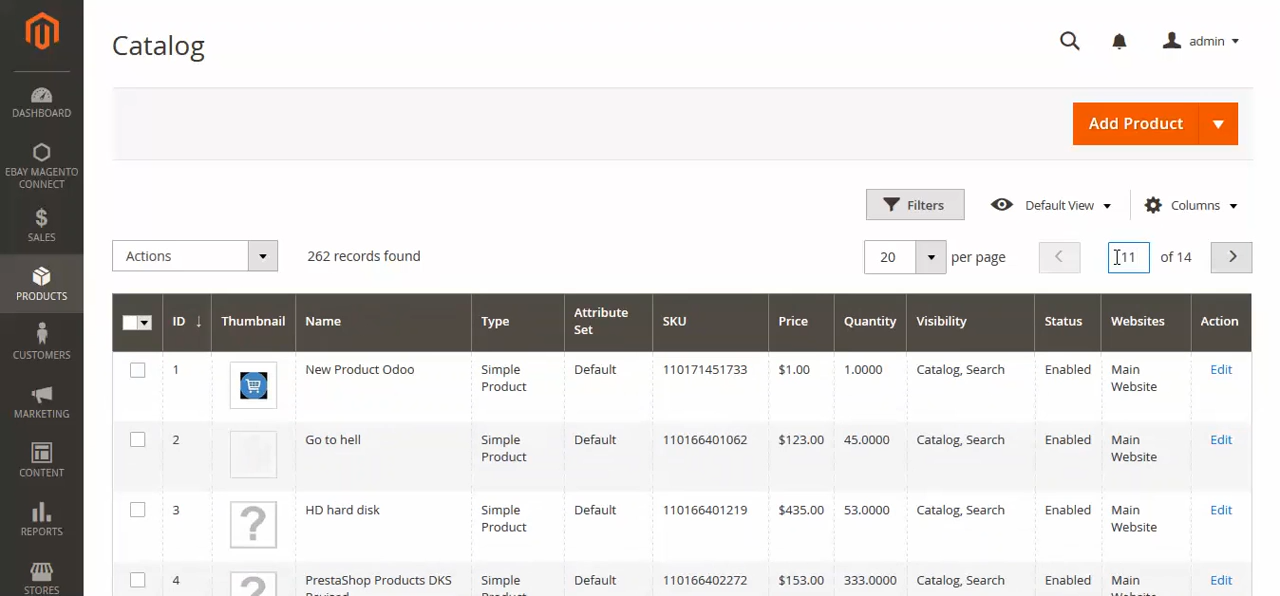 Catalog
admin
DASHBOARD
EBAY MAGENTO
CONNECT
SALES
PRODUCTS
CUSTOMERS
MARKETING
CONTENT
REPORTS
STORES
Add Product
Filters
Default View
Columns
Actions
262 records found
20
per page
11
of 14
ID ↓ Thumbnail Name Type Attribute Set SKU Price Quantity Visibility Status Websites Action
1 New Product Odoo Simple Product Default 110171451733 $1.00 1.0000 Catalog, Search Enabled Main Website Edit
2 Go to hell Simple Product Default 110166401062 $123.00 45.0000 Catalog, Search Enabled Main Website Edit
3 HD hard disk Simple Product Default 110166401219 $435.00 53.0000 Catalog, Search Enabled Main Website Edit
4 PrestaShop Products DKS Simple Default 110166402272 $153.00 333.0000 Catalog, Search Enabled Main Edit